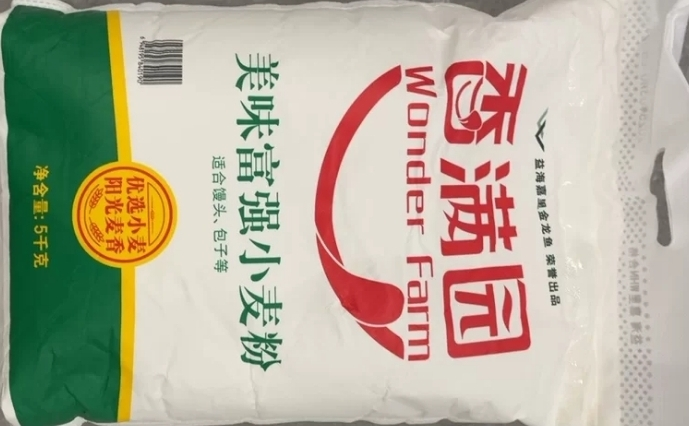 益海嘉里金龙鱼 荣誉出品
香满园
Wonder Farm
美味富强小麦粉
适合馒头、包子等
优选小麦
阳光麦香
净含量: 5千克